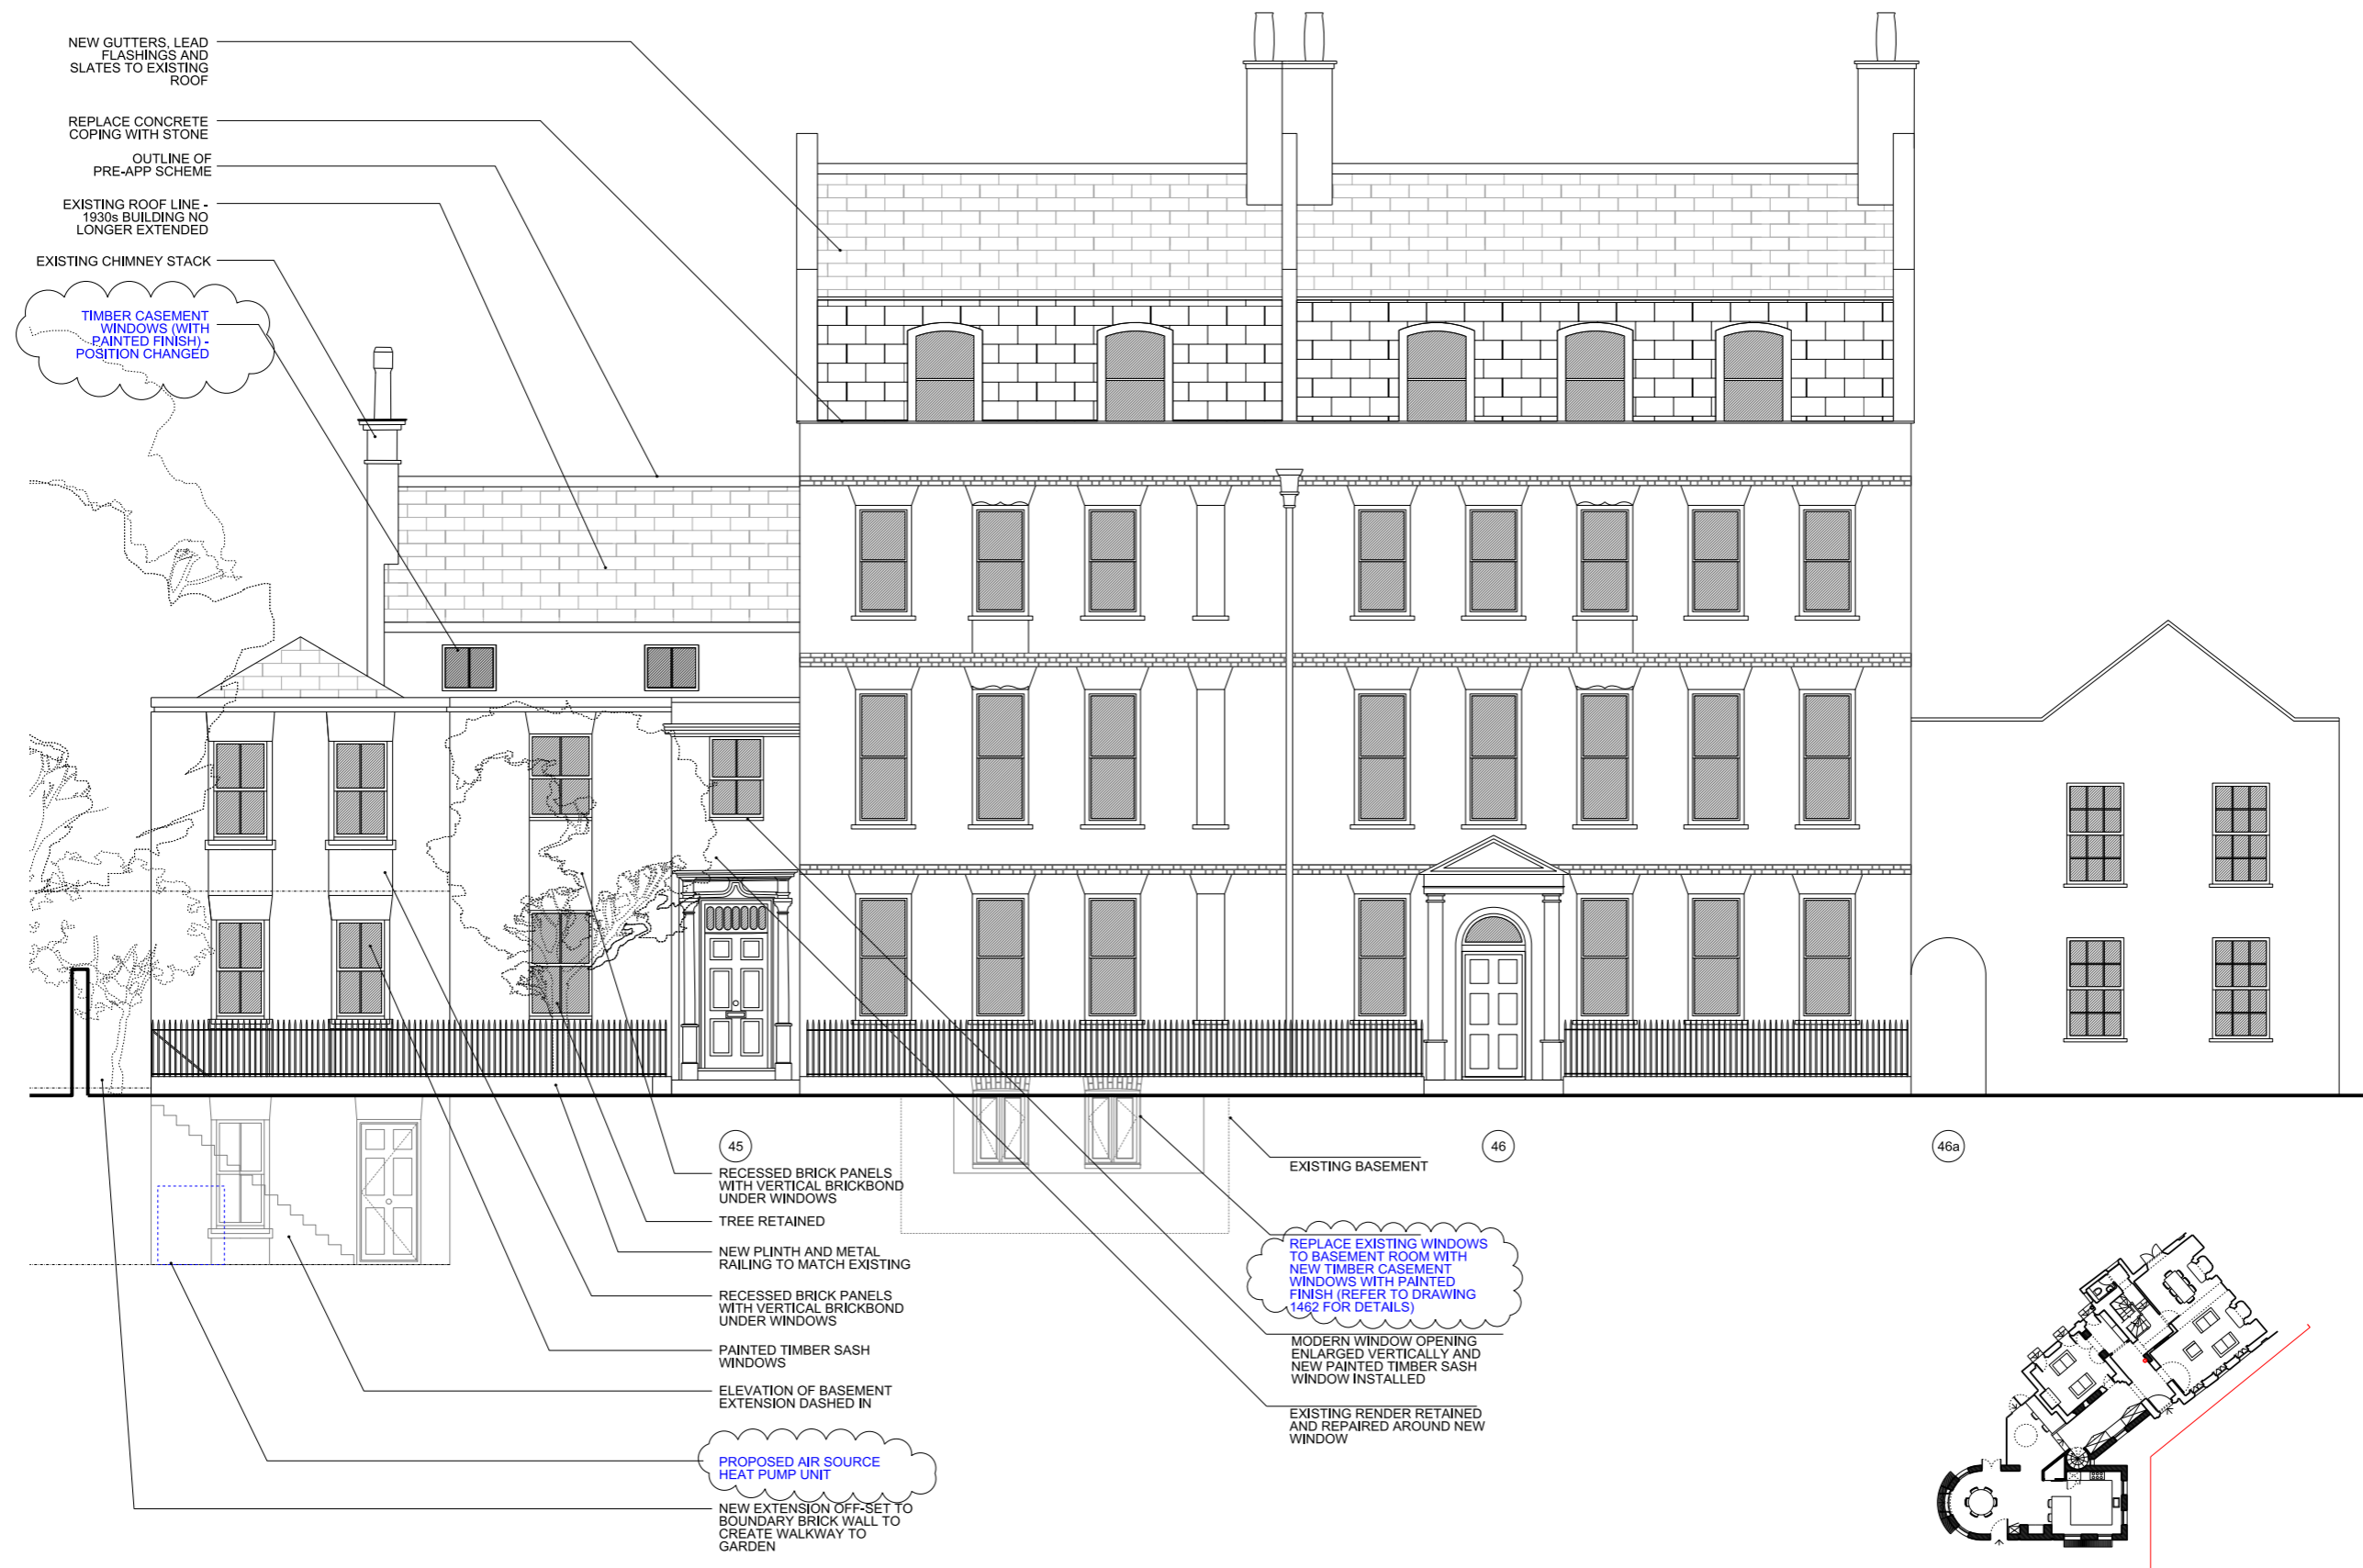 NEW GUTTERS, LEAD
FLASHINGS AND
SLATES TO EXISTING
ROOF
REPLACE CONCRETE
COPING WITH STONE
OUTLINE OF
PRE-APP SCHEME
EXISTING ROOF LINE -
1930s BUILDING NO
LONGER EXTENDED
EXISTING CHIMNEY STACK
TIMBER CASEMENT
WINDOWS (WITH
PAINTED FINISH) -
POSITION CHANGED
45
46
46a
RECESSED BRICK PANELS
WITH VERTICAL BRICKBOND
UNDER WINDOWS
TREE RETAINED
NEW PLINTH AND METAL
RAILING TO MATCH EXISTING
RECESSED BRICK PANELS
WITH VERTICAL BRICKBOND
UNDER WINDOWS
PAINTED TIMBER SASH
WINDOWS
ELEVATION OF BASEMENT
EXTENSION DASHED IN
PROPOSED AIR SOURCE
HEAT PUMP UNIT
NEW EXTENSION OFF-SET TO
BOUNDARY BRICK WALL TO
CREATE WALKWAY TO
GARDEN
EXISTING BASEMENT
REPLACE EXISTING WINDOWS
TO BASEMENT ROOM WITH
NEW TIMBER CASEMENT
WINDOWS WITH PAINTED
FINISH (REFER TO DRAWING
1462 FOR DETAILS)
MODERN WINDOW OPENING
ENLARGED VERTICALLY AND
NEW PAINTED TIMBER SASH
WINDOW INSTALLED
EXISTING RENDER RETAINED
AND REPAIRED AROUND NEW
WINDOW